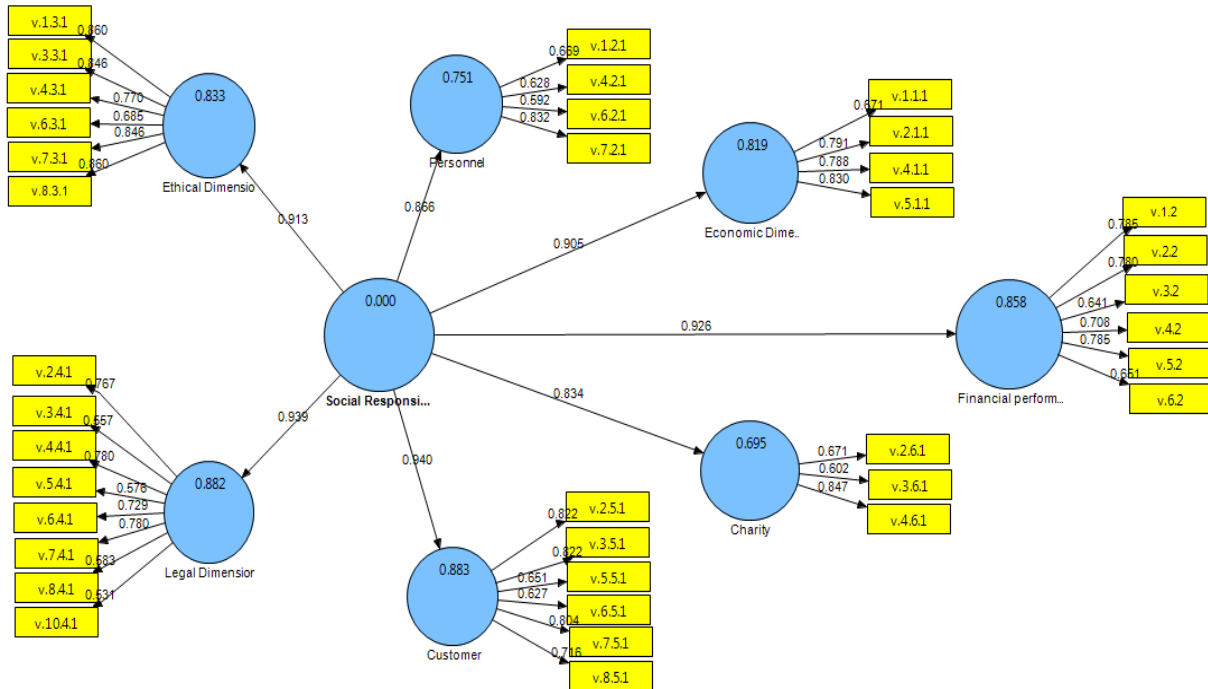 v.1.3.1
v.3.3.1
v.4.3.1
v.6.3.1
v.7.3.1
v.8.3.1
0.860
0.846
0.770
0.685
0.846
0.860
0.833
Ethical Dimensio
0.913
0.751
Personnel
0.866
0.669
0.628
0.592
0.832
v.1.2.1
v.4.2.1
v.6.2.1
v.7.2.1
0.819
Economic Dime..
0.905
0.671
0.791
0.788
0.830
v.1.1.1
v.2.1.1
v.4.1.1
v.5.1.1
0.000
Social Responsi...
0.926
0.858
Financial perform...
0.785
0.780
0.641
0.708
0.785
0.651
v.1.2
v.2.2
v.3.2
v.4.2
v.5.2
v.6.2
v.2.4.1
v.3.4.1
v.4.4.1
v.5.4.1
v.6.4.1
v.7.4.1
v.8.4.1
v.10.4.1
0.767
0.557
0.780
0.576
0.729
0.780
0.583
0.531
0.882
Legal Dimensior
0.939
0.940
0.883
Customer
0.822
0.822
0.651
0.627
0.804
0.716
v.2.5.1
v.3.5.1
v.5.5.1
v.6.5.1
v.7.5.1
v.8.5.1
0.834
0.695
Charity
0.671
0.602
0.847
v.2.6.1
v.3.6.1
v.4.6.1